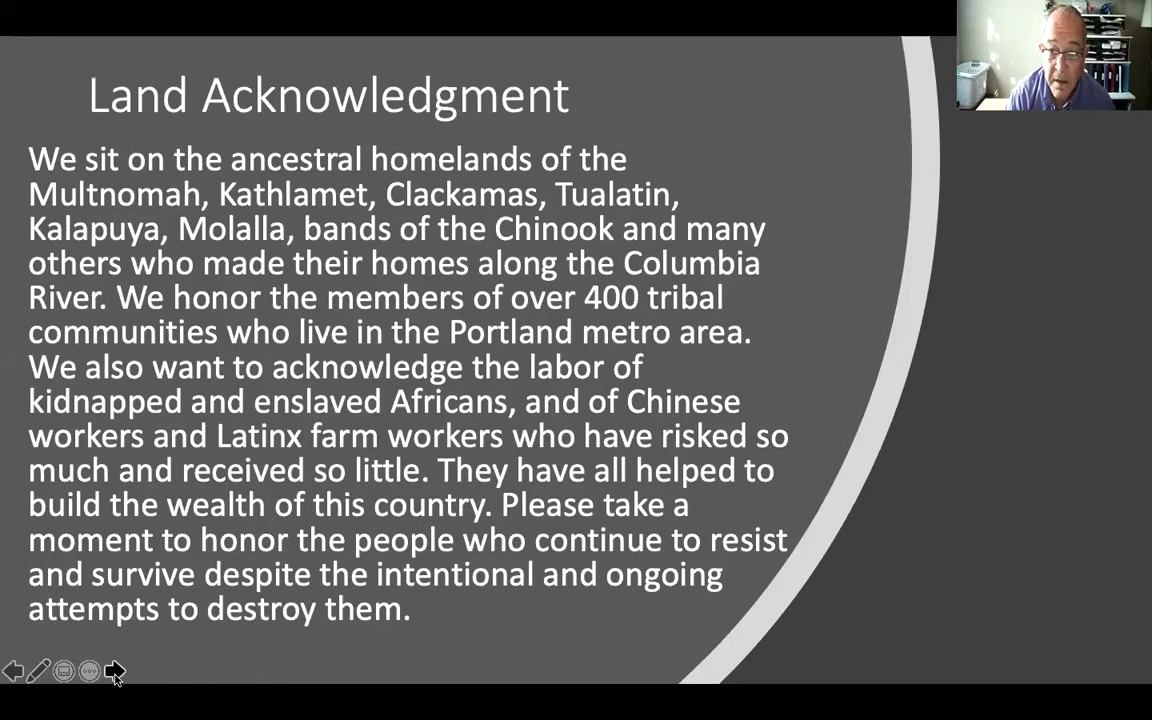 Land Acknowledgment
We sit on the ancestral homelands of the
Multnomah, Kathlamet, Clackamas, Tualatin,
Kalapuya, Molalla, bands of the Chinook and many
others who made their homes along the Columbia
River. We honor the members of over 400 tribal
communities who live in the Portland metro area.
We also want to acknowledge the labor of
kidnapped and enslaved Africans, and of Chinese
workers and Latinx farm workers who have risked so
much and received so little. They have all helped to
build the wealth of this country. Please take a
moment to honor the people who continue to resist
and survive despite the intentional and ongoing
attempts to destroy them.